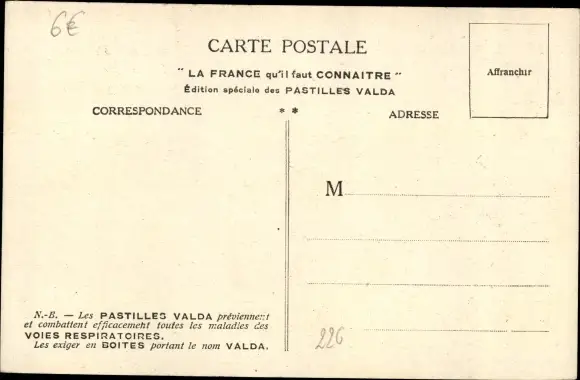 6€
CARTE POSTALE
" LA FRANCE qu'il faut CONNAITRE "
Édition spéciale des PASTILLES VALDA
Affranchir
CORRESPONDANCE
* *
ADRESSE
M
N.-B. — Les PASTILLES VALDA préviennent
et combattent efficacement toutes les maladies des
VOIES RESPIRATOIRES.
Les exiger en BOITES portant le nom VALDA.
226